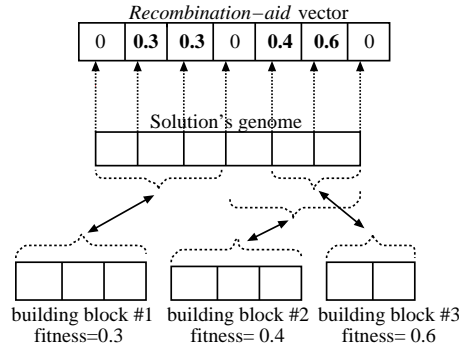 Recombination-aid vector
0 0.3 0.3 0 0.4 0.6 0
Solution's genome
building block #1 building block #2 building block #3
fitness=0.3 fitness= 0.4 fitness= 0.6